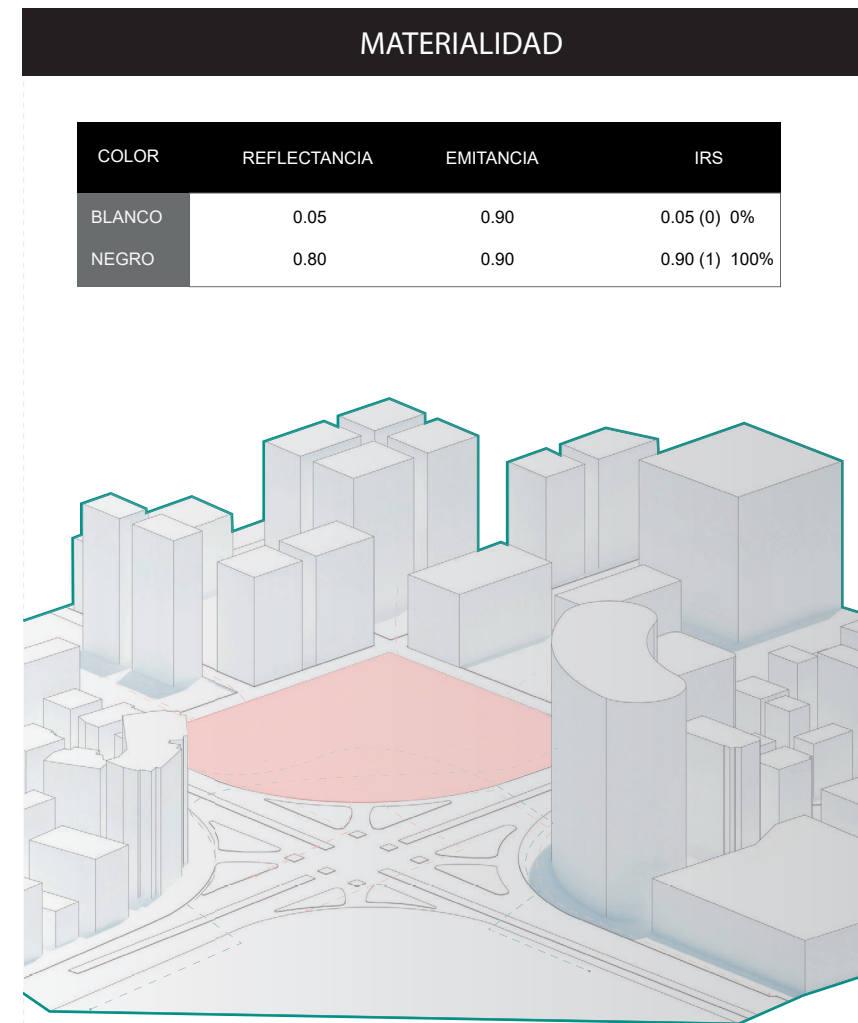 MATERIALIDAD
COLOR REFLECTANCIA EMITANCIA IRS
BLANCO 0.05 0.90 0.05 (0) 0%
NEGRO 0.80 0.90 0.90 (1) 100%